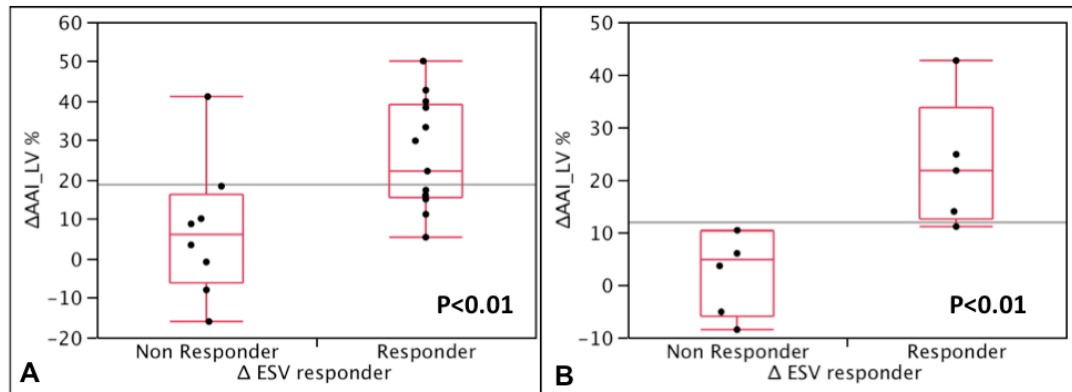 60
50
40
30
20
10
0
-10
-20
ΔAAI_LV %
Non Responder
Responder
Δ ESV responder
P<0.01
A
50
40
30
20
10
0
-10
ΔAAI_LV %
Non Responder
Responder
Δ ESV responder
P<0.01
B